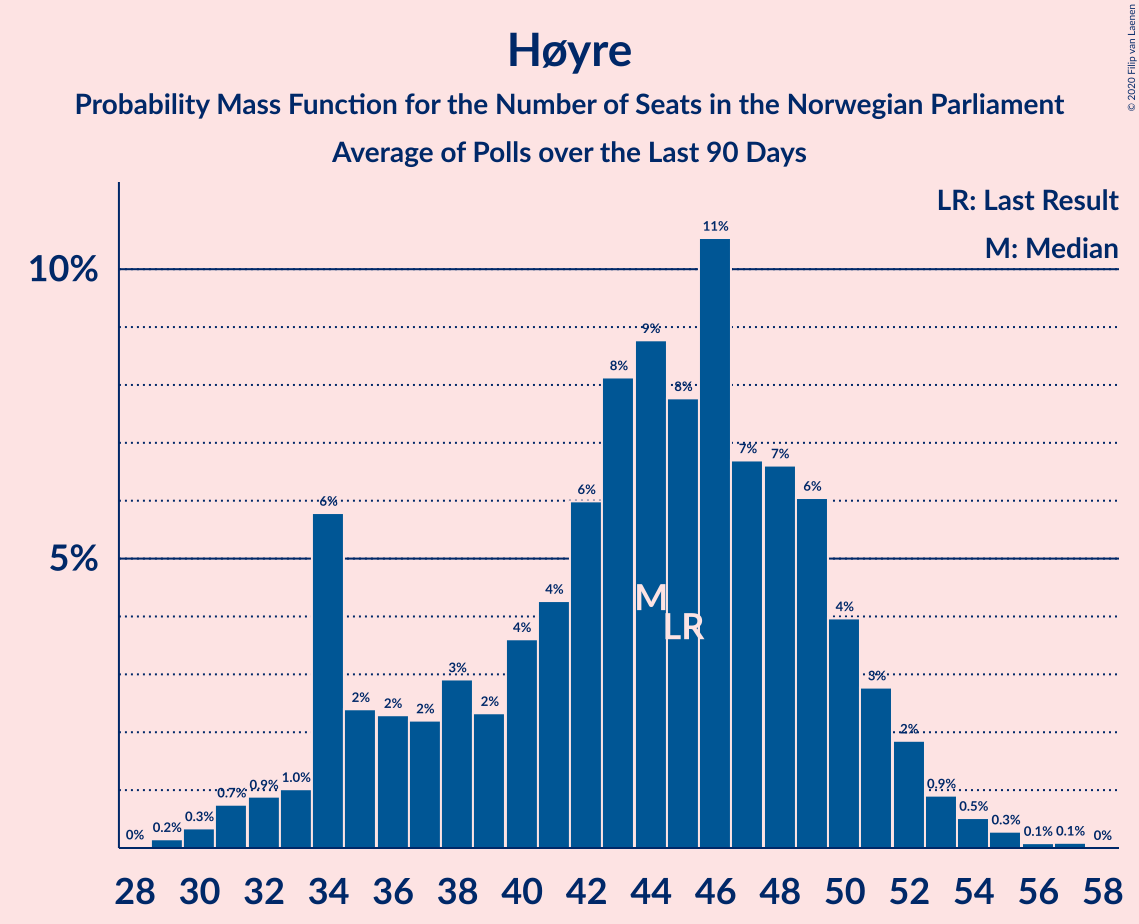 © 2020 Filip van Laenen
Høyre
Probability Mass Function for the Number of Seats in the Norwegian Parliament
Average of Polls over the Last 90 Days
LR: Last Result
M: Median
10%
5%
0% 0.2% 0.3% 0.7% 0.9% 1.0% 6% 2% 2% 2% 3% 2% 4% 4% 6% 8% 9% 8% 11% 7% 7% 6% 4% 3% 2% 0.9% 0.5% 0.3% 0.1% 0.1% 0%
M
LR
28 30 32 34 36 38 40 42 44 46 48 50 52 54 56 58